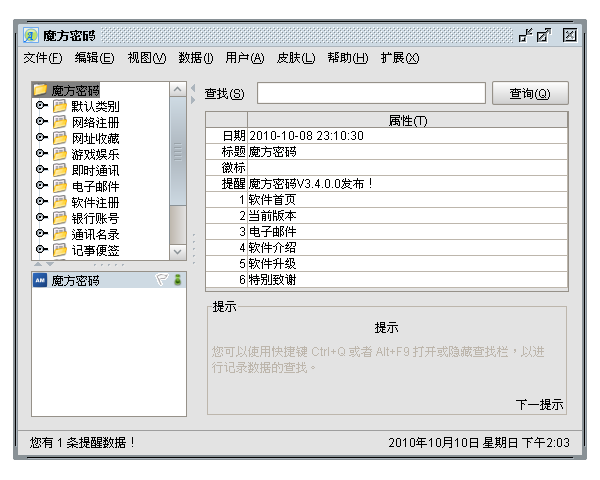 魔方密码
文件(F) 编辑(E) 视图(V) 数据(I) 用户(A) 皮肤(L) 帮助(H) 扩展(X)
魔方密码
默认类别
网络注册
网址收藏
游戏娱乐
即时通讯
电子邮件
软件注册
银行账号
通讯名录
记事便签
AM 魔方密码
查找(S) 查询(Q)
属性(T)
日期 2010-10-08 23:10:30
标题 魔方密码
徽标
提醒 魔方密码V3.4.0.0发布！
1 软件首页
2 当前版本
3 电子邮件
4 软件介绍
5 软件升级
6 特别致谢
提示
提示
您可以使用快捷键 Ctrl+Q 或者 Alt+F9 打开或隐藏查找栏，以进
行记录数据的查找。
下一提示
您有 1 条提醒数据！ 2010年10月10日 星期日 下午2:03